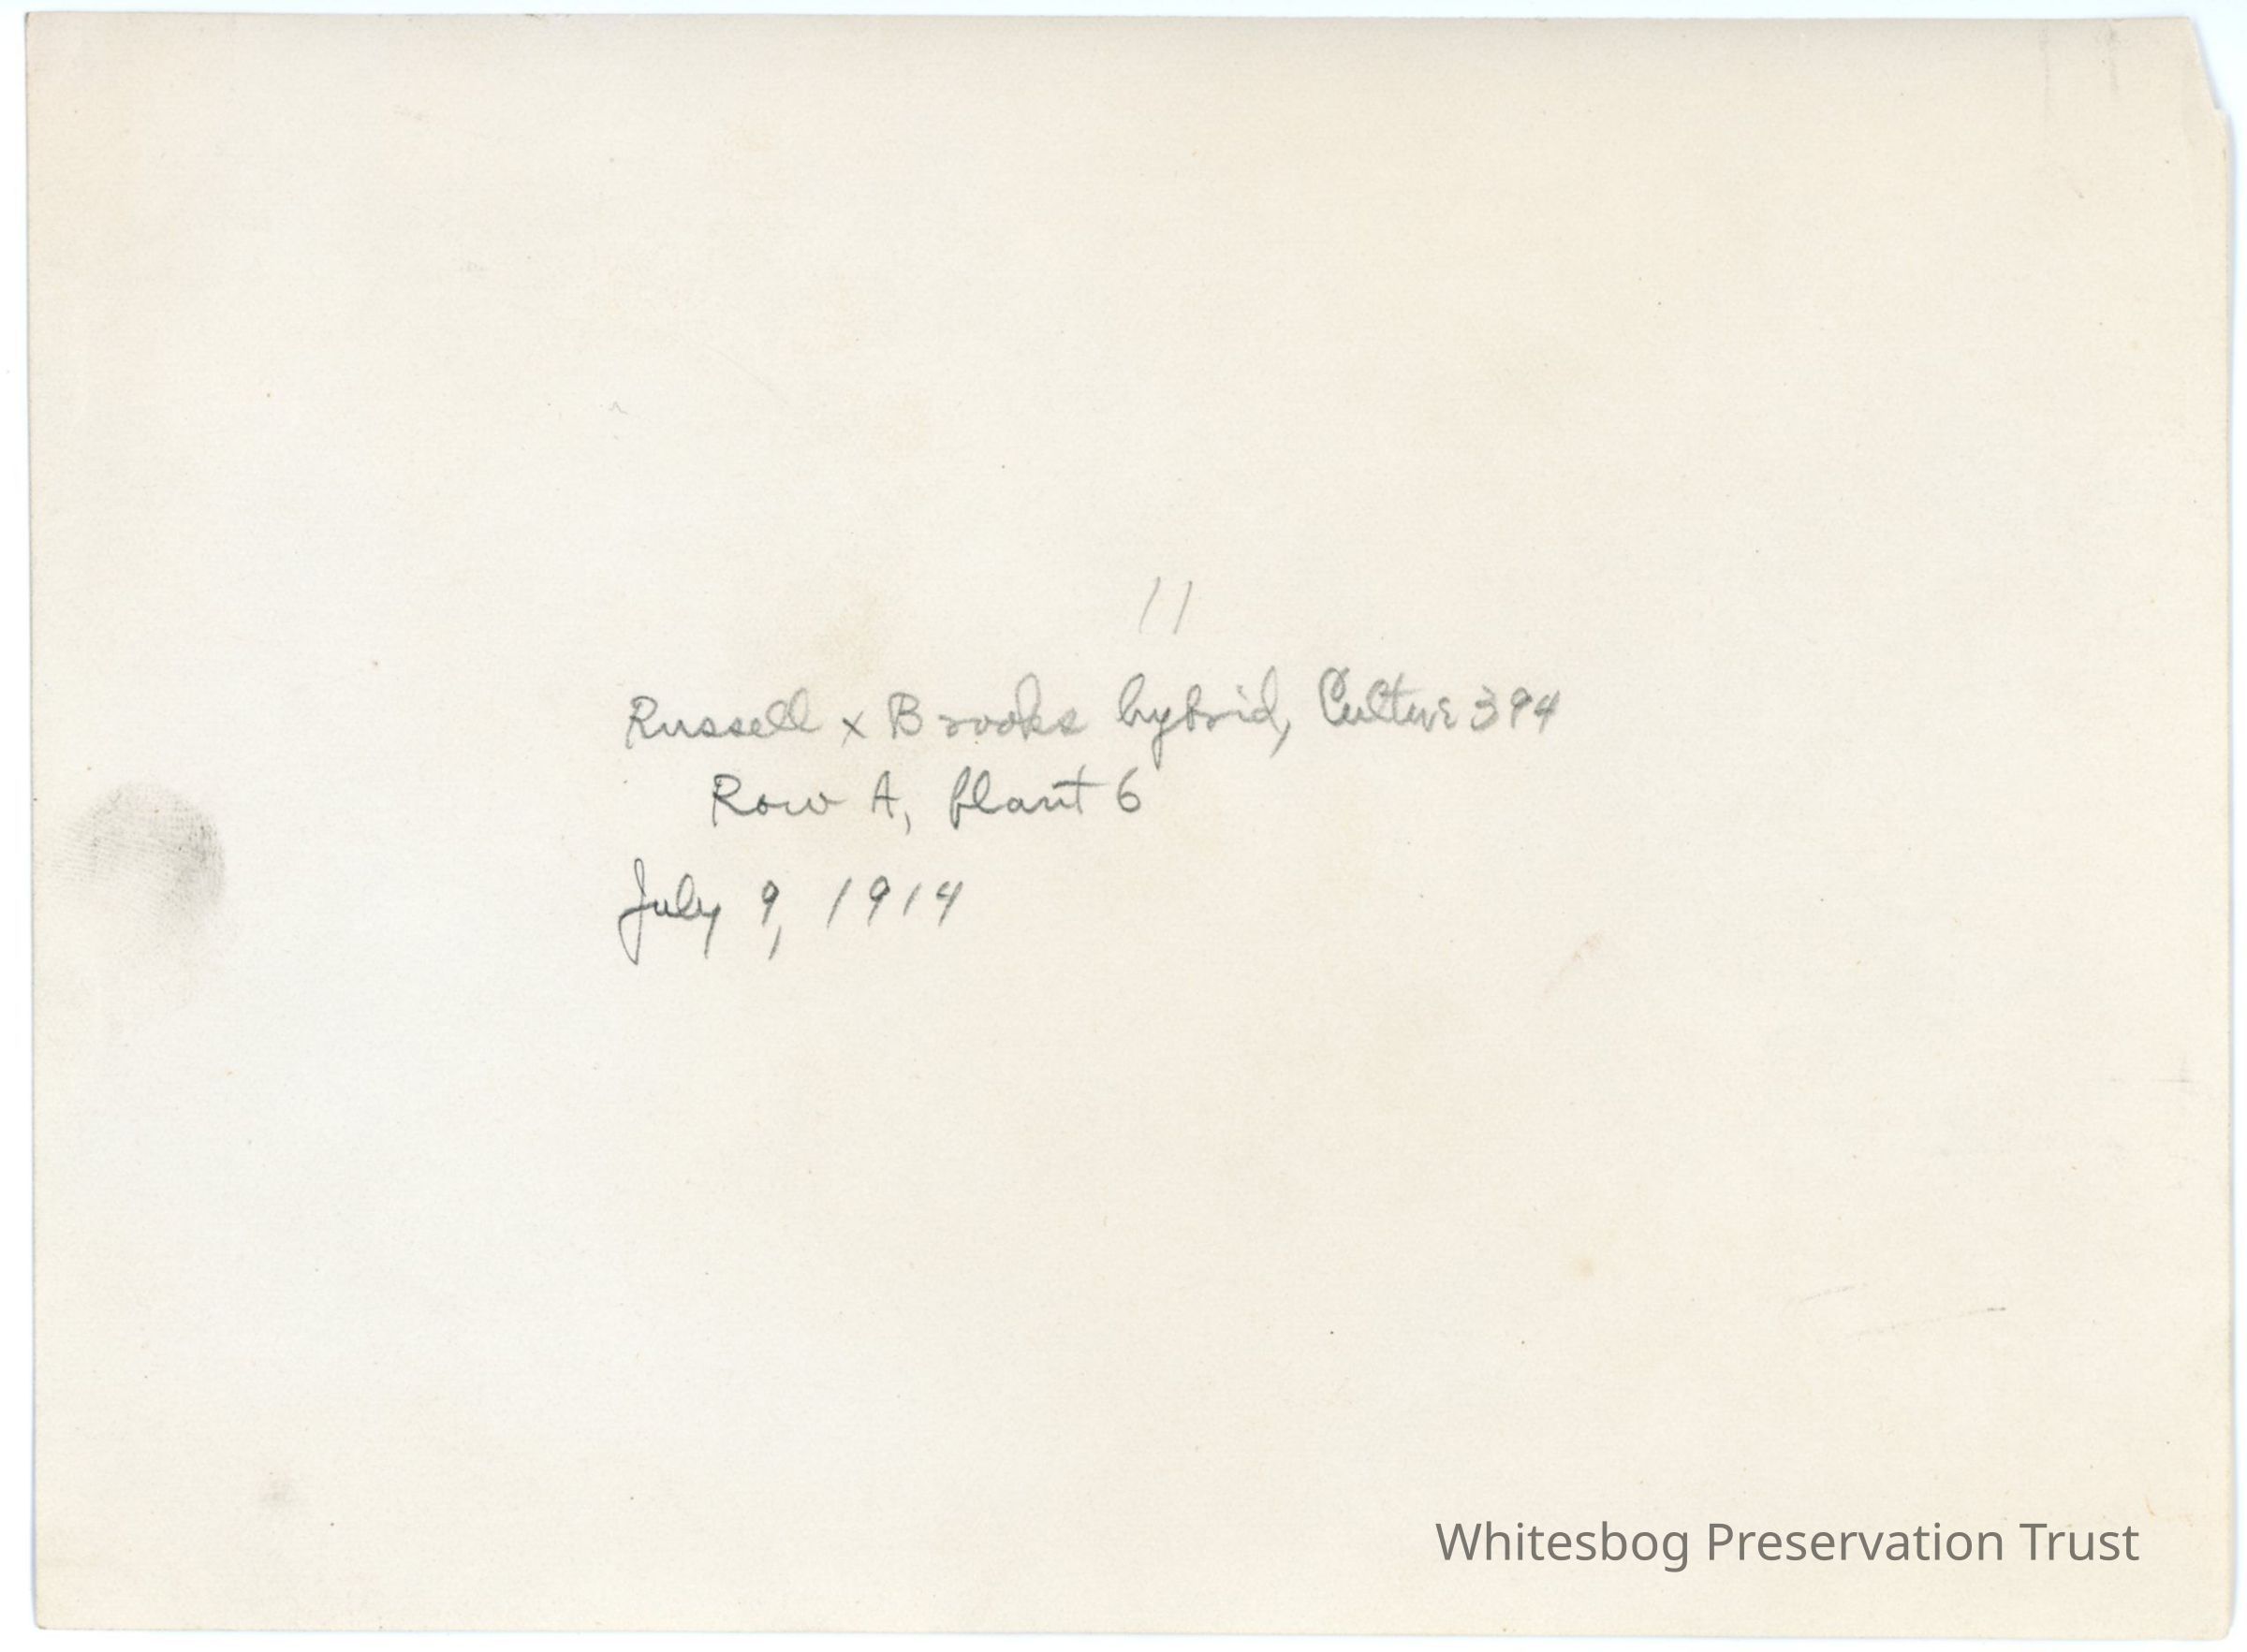 11
Russell x Brooks hybrid, Culture 394
Row A, plant 6
July 9, 1914
Whitesbog Preservation Trust